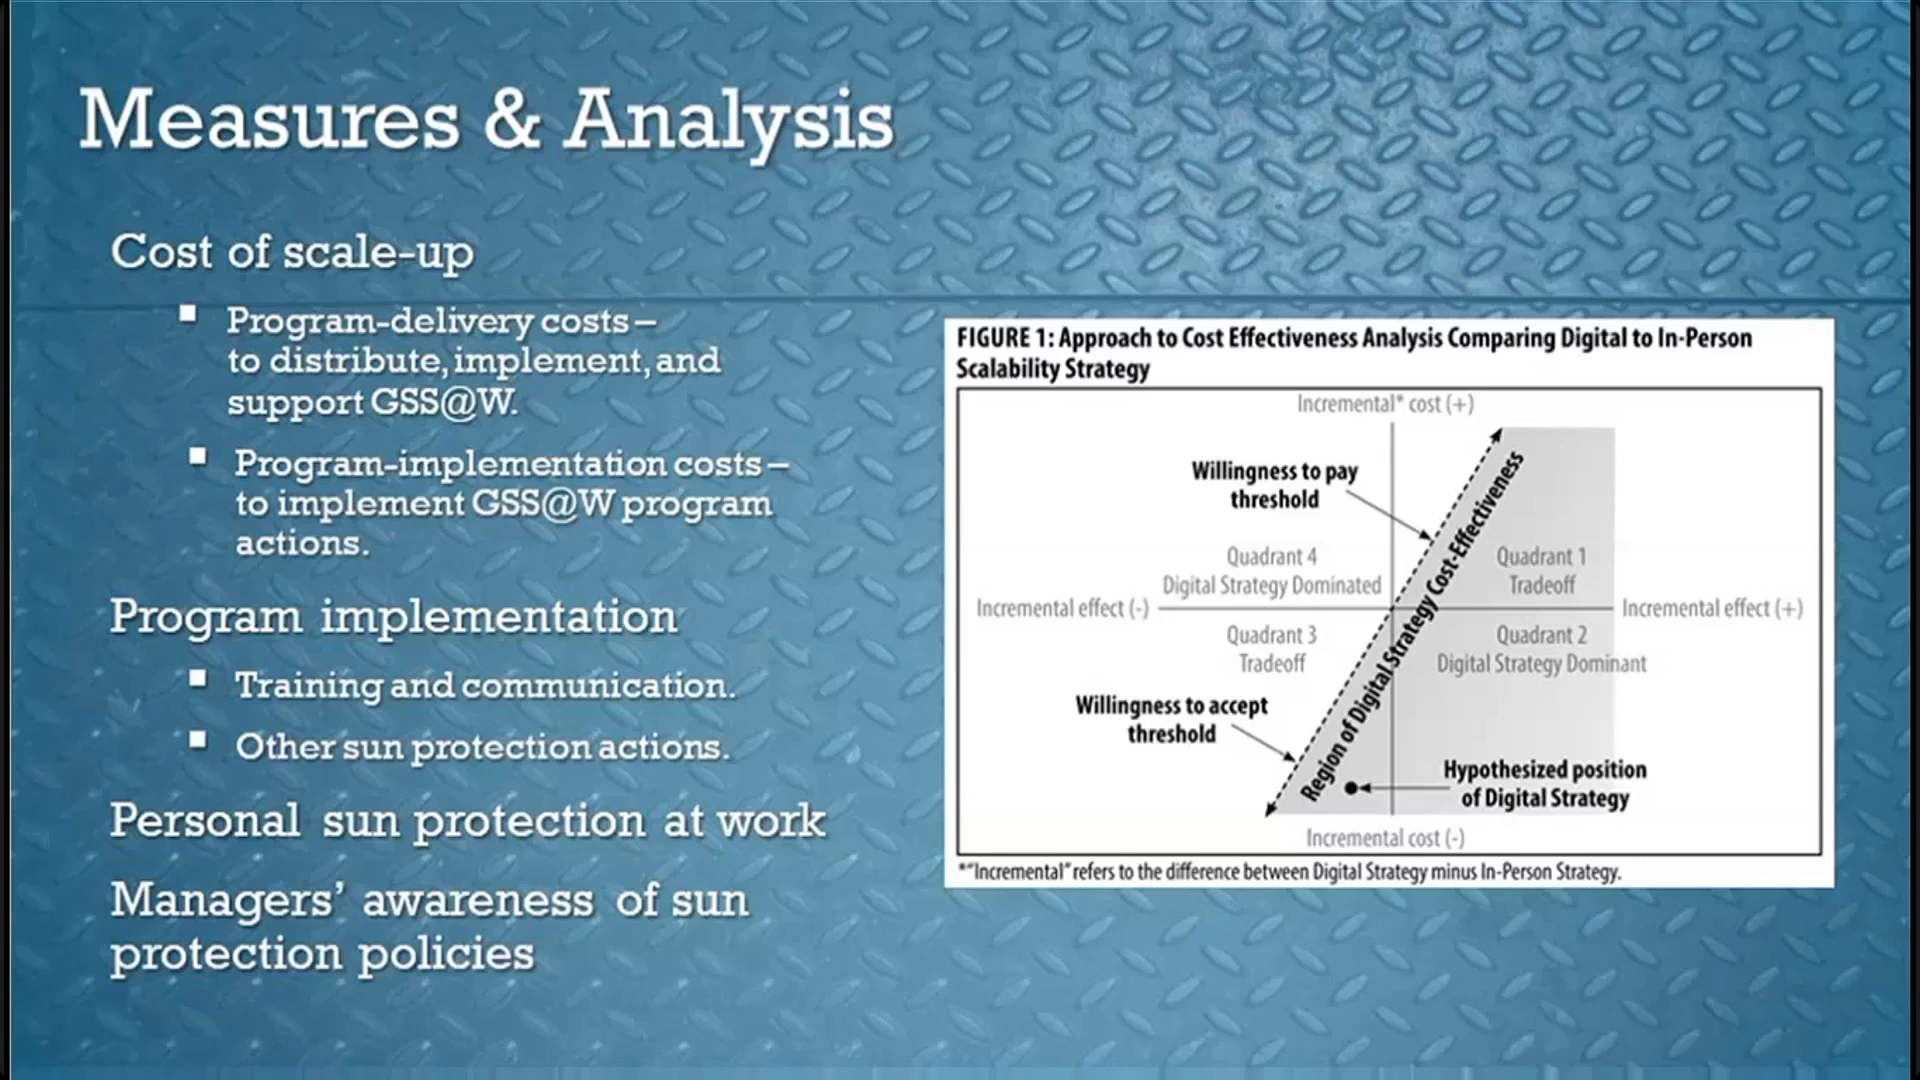 Measures & Analysis
Cost of scale-up
Program-delivery costs –
to distribute, implement, and
support GSS@W.
Program-implementation costs –
to implement GSS@W program
actions.
Program implementation
Training and communication.
Other sun protection actions.
Personal sun protection at work
Managers’ awareness of sun
protection policies
FIGURE 1: Approach to Cost Effectiveness Analysis Comparing Digital to In-Person
Scalability Strategy
Incremental* cost (+)
Willingness to pay
threshold
Region of Digital Strategy Cost-Effectiveness
Quadrant 4
Digital Strategy Dominated
Quadrant 1
Tradeoff
Incremental effect (-)
Incremental effect (+)
Quadrant 3
Tradeoff
Quadrant 2
Digital Strategy Dominant
Willingness to accept
threshold
Hypothesized position
of Digital Strategy
Incremental cost (-)
*"Incremental" refers to the difference between Digital Strategy minus In-Person Strategy.